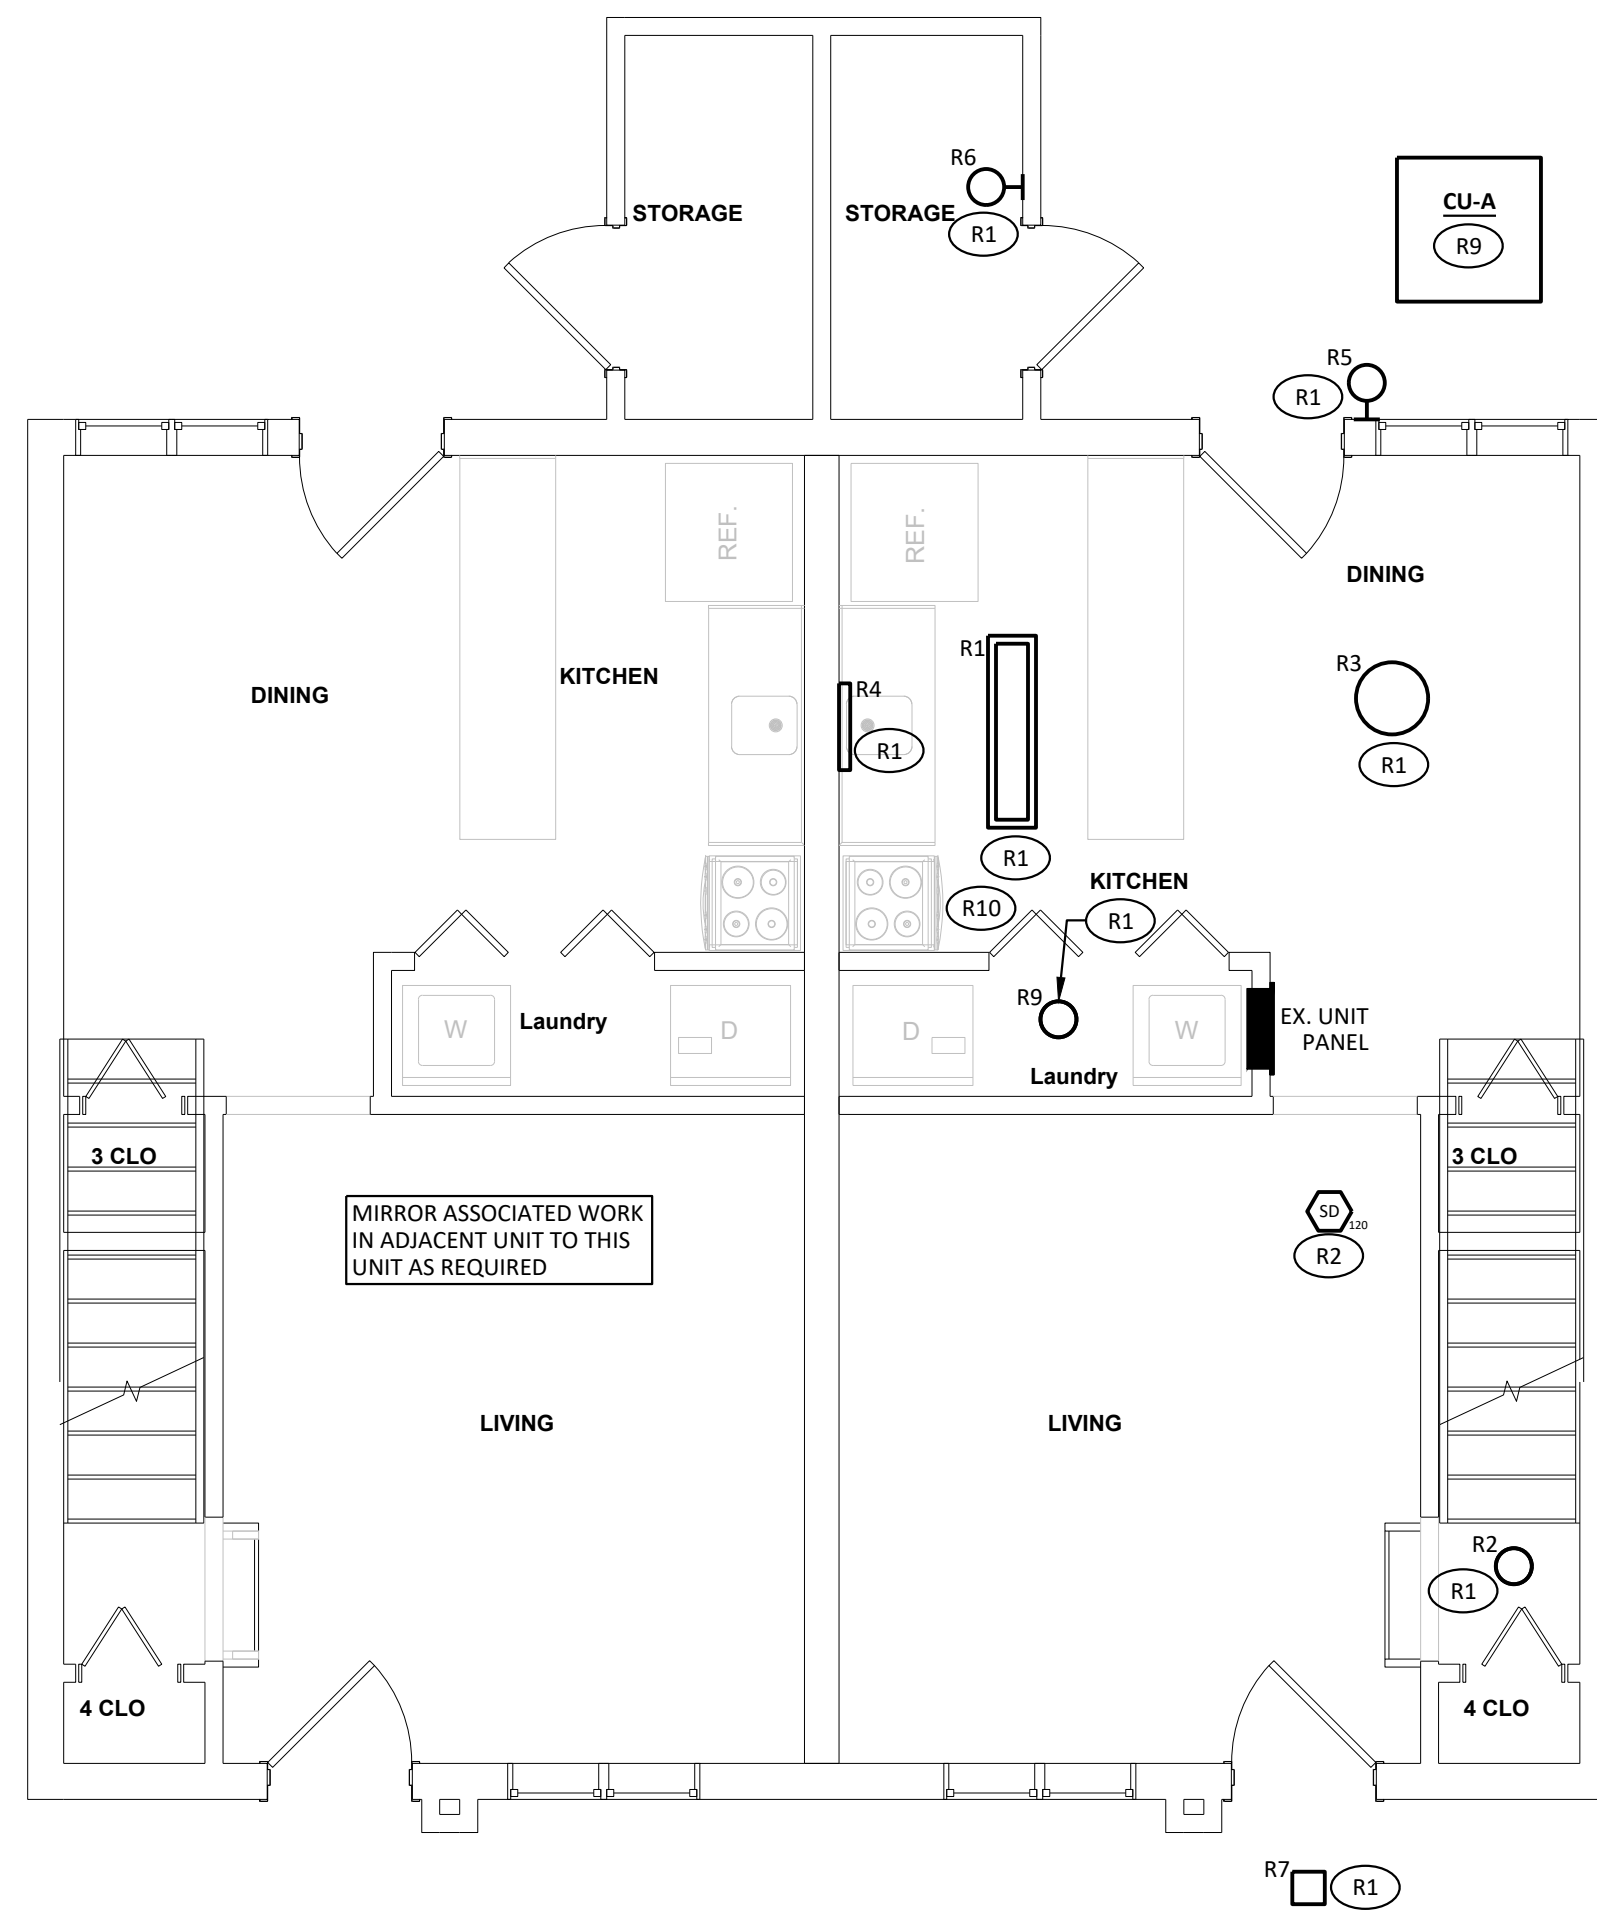 R6
STORAGE
STORAGE
R1
CU-A
R9
R5
R1
REF.
REF.
DINING
R1
KITCHEN
R3
DINING
R4
R1
R1
R1
KITCHEN
R10
R1
R9
EX. UNIT
PANEL
W
Laundry
D
D
W
Laundry
3 CLO
3 CLO
MIRROR ASSOCIATED WORK
IN ADJACENT UNIT TO THIS
UNIT AS REQUIRED
SD
120
R2
LIVING
LIVING
R2
R1
4 CLO
4 CLO
R7
R1